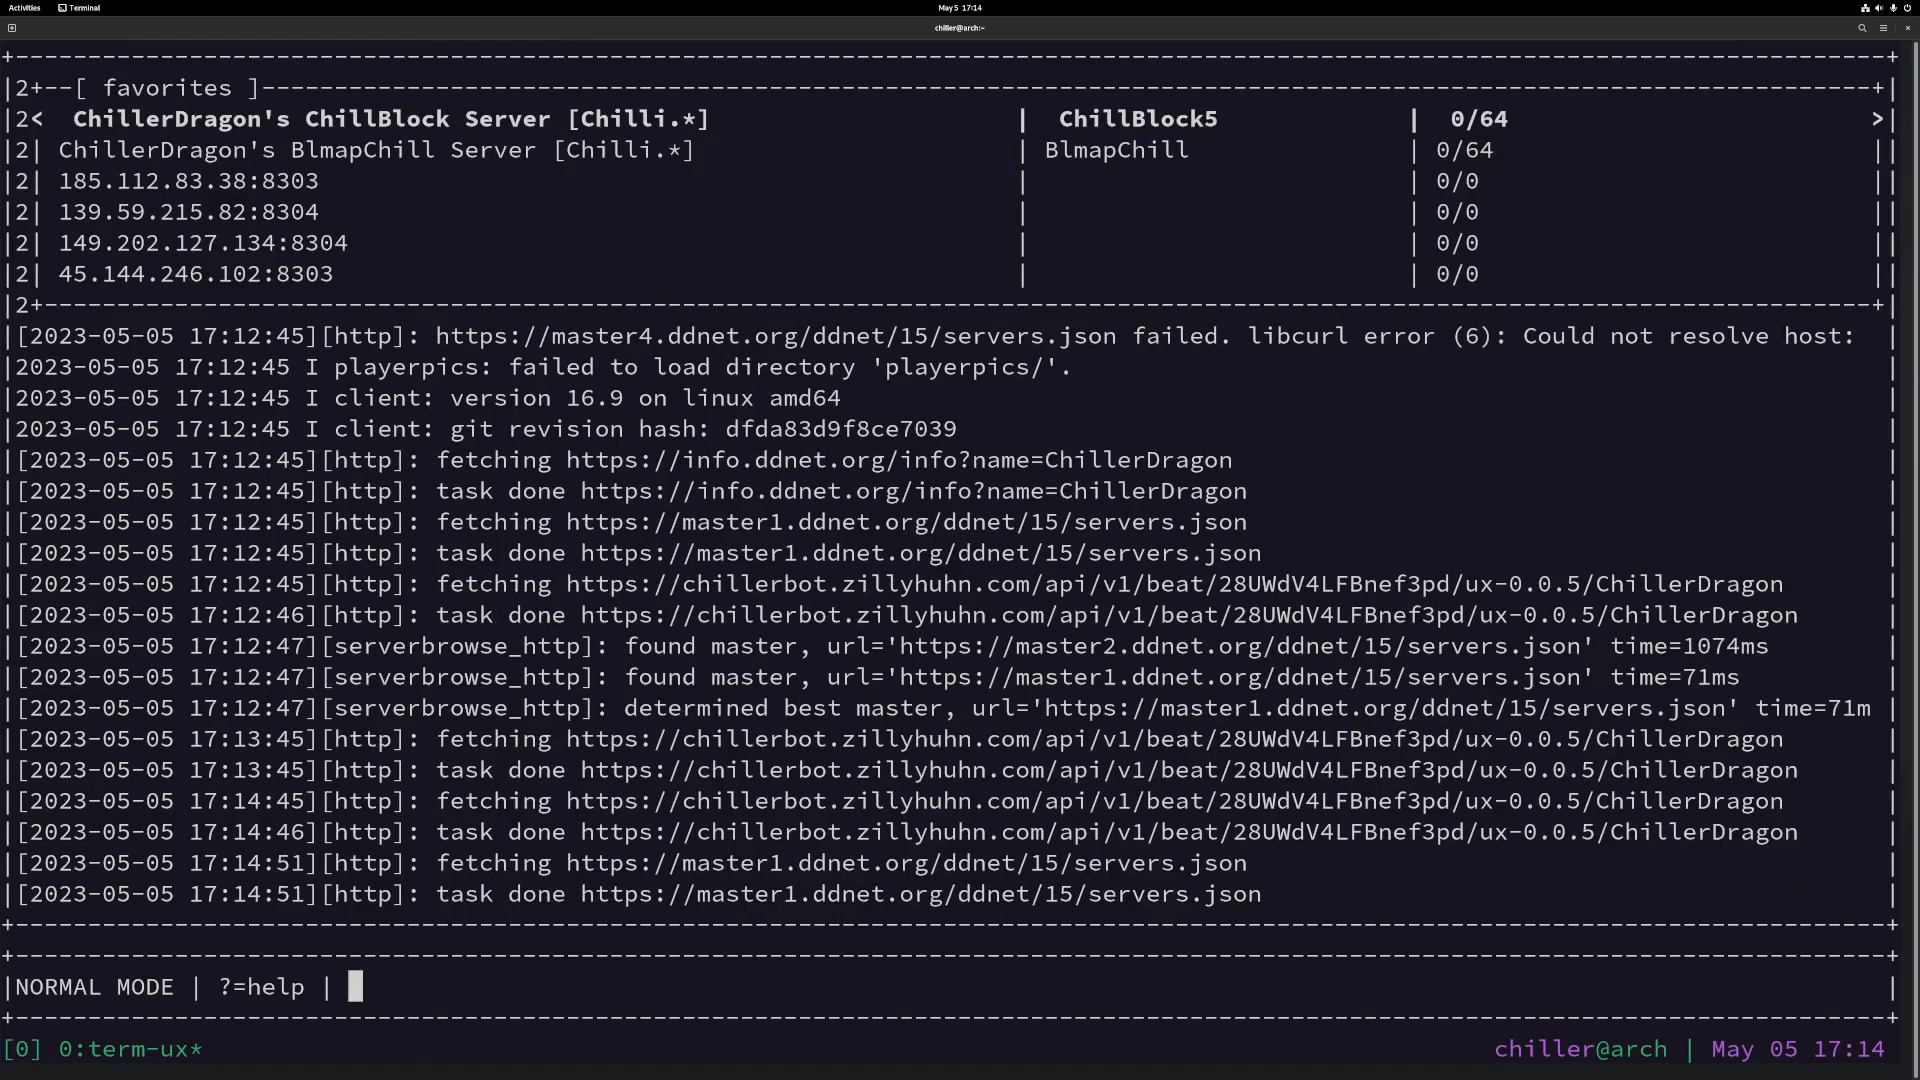 Activities Terminal May 5 17:14
chiller@arch:~
+--------------------------------------------------------------------------------------------------------------------------------+
|2+--[ favorites ]---------------------------------------------------------------------------------------------------------------+|
|2< ChillerDragon's ChillBlock Server [Chilli.*] | ChillBlock5 | 0/64 >|
|2| ChillerDragon's BlmapChill Server [Chilli.*] | BlmapChill | 0/64 ||
|2| 185.112.83.38:8303 | | 0/0 ||
|2| 139.59.215.82:8304 | | 0/0 ||
|2| 149.202.127.134:8304 | | 0/0 ||
|2| 45.144.246.102:8303 | | 0/0 ||
|2+------------------------------------------------------------------------------------------------------------------------------+|
|[2023-05-05 17:12:45][http]: https://master4.ddnet.org/ddnet/15/servers.json failed. libcurl error (6): Could not resolve host: |
|2023-05-05 17:12:45 I playerpics: failed to load directory 'playerpics/'. |
|2023-05-05 17:12:45 I client: version 16.9 on linux amd64 |
|2023-05-05 17:12:45 I client: git revision hash: dfda83d9f8ce7039 |
|[2023-05-05 17:12:45][http]: fetching https://info.ddnet.org/info?name=ChillerDragon |
|[2023-05-05 17:12:45][http]: task done https://info.ddnet.org/info?name=ChillerDragon |
|[2023-05-05 17:12:45][http]: fetching https://master1.ddnet.org/ddnet/15/servers.json |
|[2023-05-05 17:12:45][http]: task done https://master1.ddnet.org/ddnet/15/servers.json |
|[2023-05-05 17:12:45][http]: fetching https://chillerbot.zillyhuhn.com/api/v1/beat/28UWdV4LFBnef3pd/ux-0.0.5/ChillerDragon |
|[2023-05-05 17:12:46][http]: task done https://chillerbot.zillyhuhn.com/api/v1/beat/28UWdV4LFBnef3pd/ux-0.0.5/ChillerDragon |
|[2023-05-05 17:12:47][serverbrowse_http]: found master, url='https://master2.ddnet.org/ddnet/15/servers.json' time=1074ms |
|[2023-05-05 17:12:47][serverbrowse_http]: found master, url='https://master1.ddnet.org/ddnet/15/servers.json' time=71ms |
|[2023-05-05 17:12:47][serverbrowse_http]: determined best master, url='https://master1.ddnet.org/ddnet/15/servers.json' time=71m |
|[2023-05-05 17:13:45][http]: fetching https://chillerbot.zillyhuhn.com/api/v1/beat/28UWdV4LFBnef3pd/ux-0.0.5/ChillerDragon |
|[2023-05-05 17:13:45][http]: task done https://chillerbot.zillyhuhn.com/api/v1/beat/28UWdV4LFBnef3pd/ux-0.0.5/ChillerDragon |
|[2023-05-05 17:14:45][http]: fetching https://chillerbot.zillyhuhn.com/api/v1/beat/28UWdV4LFBnef3pd/ux-0.0.5/ChillerDragon |
|[2023-05-05 17:14:46][http]: task done https://chillerbot.zillyhuhn.com/api/v1/beat/28UWdV4LFBnef3pd/ux-0.0.5/ChillerDragon |
|[2023-05-05 17:14:51][http]: fetching https://master1.ddnet.org/ddnet/15/servers.json |
|[2023-05-05 17:14:51][http]: task done https://master1.ddnet.org/ddnet/15/servers.json |
+--------------------------------------------------------------------------------------------------------------------------------+
+--------------------------------------------------------------------------------------------------------------------------------+
|NORMAL MODE | ?=help | |
+--------------------------------------------------------------------------------------------------------------------------------+
[0] 0:term-ux* chiller@arch | May 05 17:14